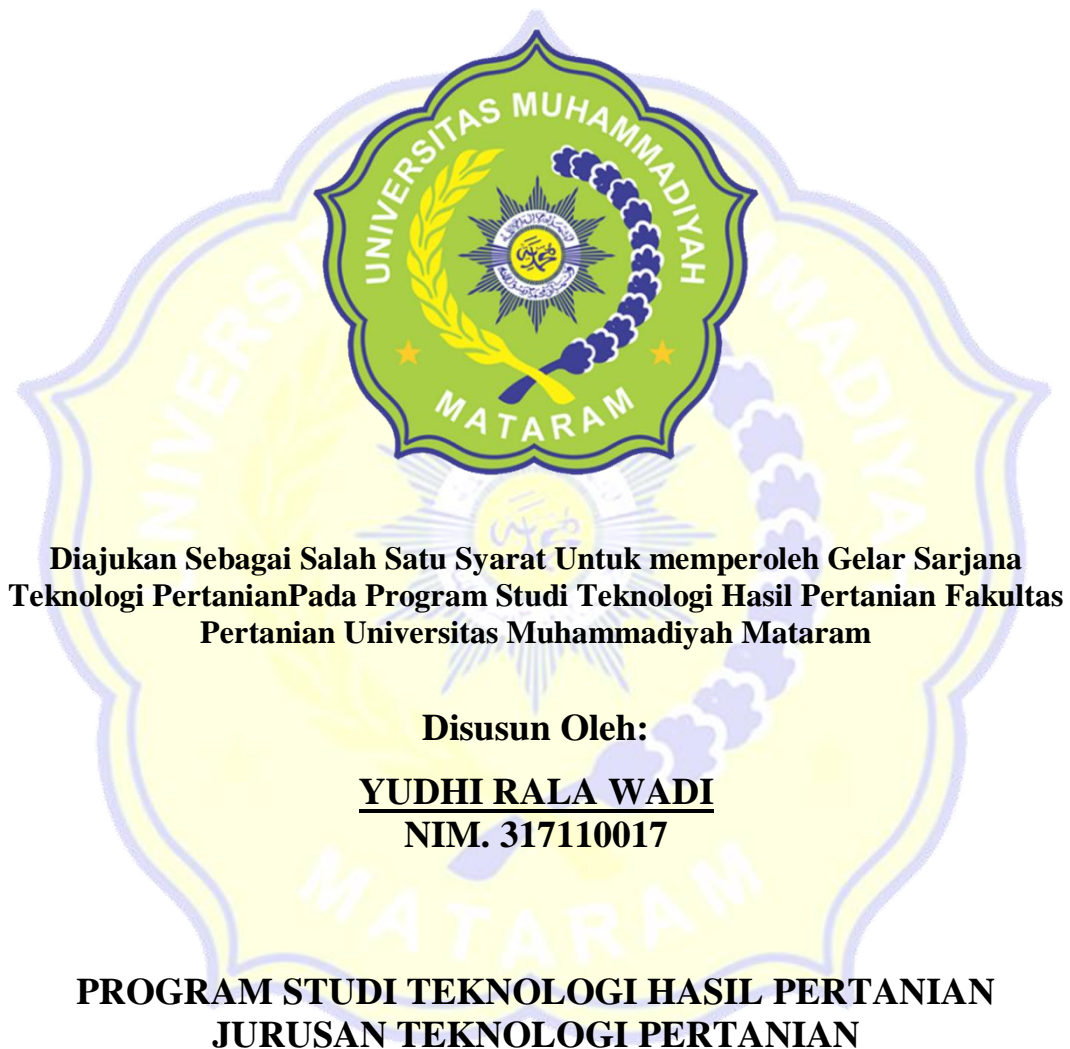 UNIVERSITAS MUHAMMADIYAH
MATARAM
Diajukan Sebagai Salah Satu Syarat Untuk memperoleh Gelar Sarjana
Teknologi PertanianPada Program Studi Teknologi Hasil Pertanian Fakultas
Pertanian Universitas Muhammadiyah Mataram
Disusun Oleh:
YUDHI RALA WADI
NIM. 317110017
PROGRAM STUDI TEKNOLOGI HASIL PERTANIAN
JURUSAN TEKNOLOGI PERTANIAN